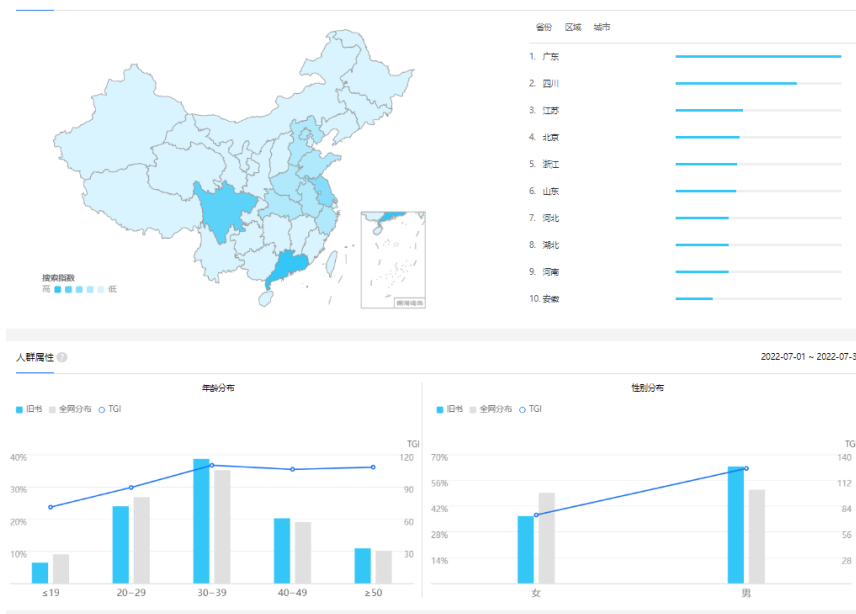 省份 区域 城市
1. 广东
2. 四川
3. 江苏
4. 北京
5. 浙江
6. 山东
7. 河北
8. 湖北
9. 河南
10. 安徽
搜索指数
高 低
南海诸岛
人群属性 ?
2022-07-01 ~ 2022-07-3
年龄分布
旧书 全网分布 TGI
TGI
40% 120
30% 90
20% 60
10% 30
≤19 20~29 30~39 40~49 ≥50
性别分布
旧书 全网分布 TGI
TG
70% 140
56% 112
42% 84
28% 56
14% 28
女 男